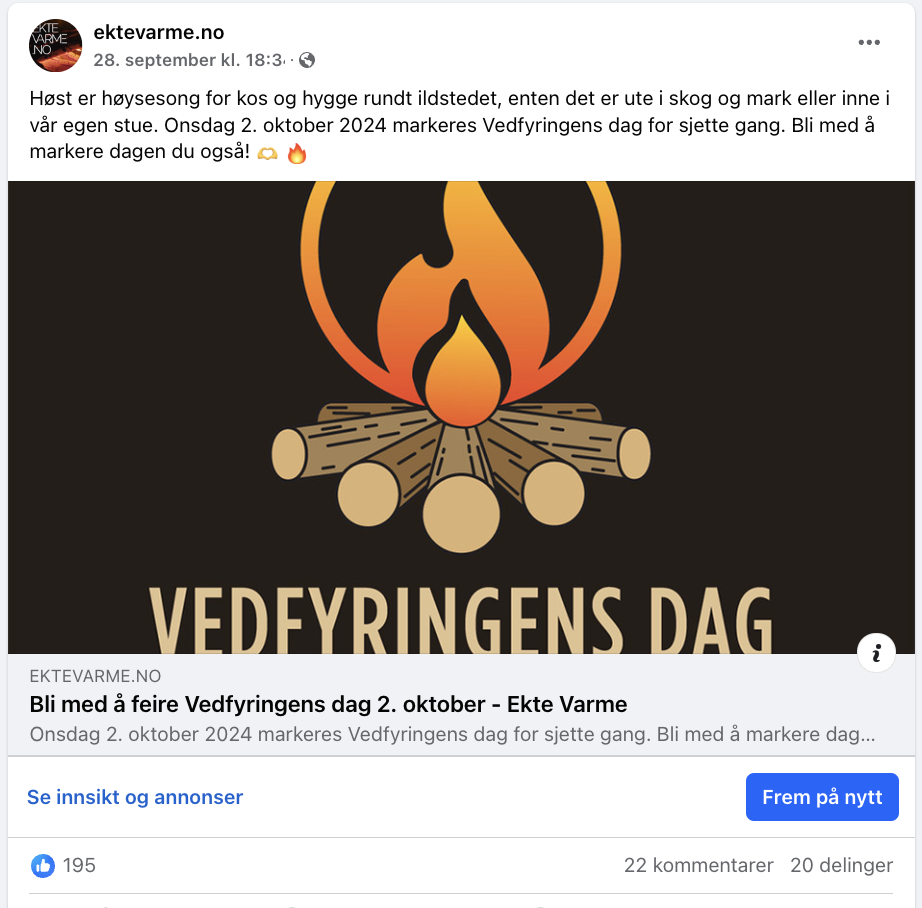 EKTE
VARME
.NO
ektevarme.no
28. september kl. 18:3
Høst er høysesong for kos og hygge rundt ildstedet, enten det er ute i skog og mark eller inne i
vår egen stue. Onsdag 2. oktober 2024 markeres Vedfyringens dag for sjette gang. Bli med å
markere dagen du også! 🫶 🔥
VEDFYRINGENS DAG
EKTEVARME.NO
Bli med å feire Vedfyringens dag 2. oktober - Ekte Varme
Onsdag 2. oktober 2024 markeres Vedfyringens dag for sjette gang. Bli med å markere dag...
Se innsikt og annonser
Frem på nytt
195
22 kommentarer 20 delinger